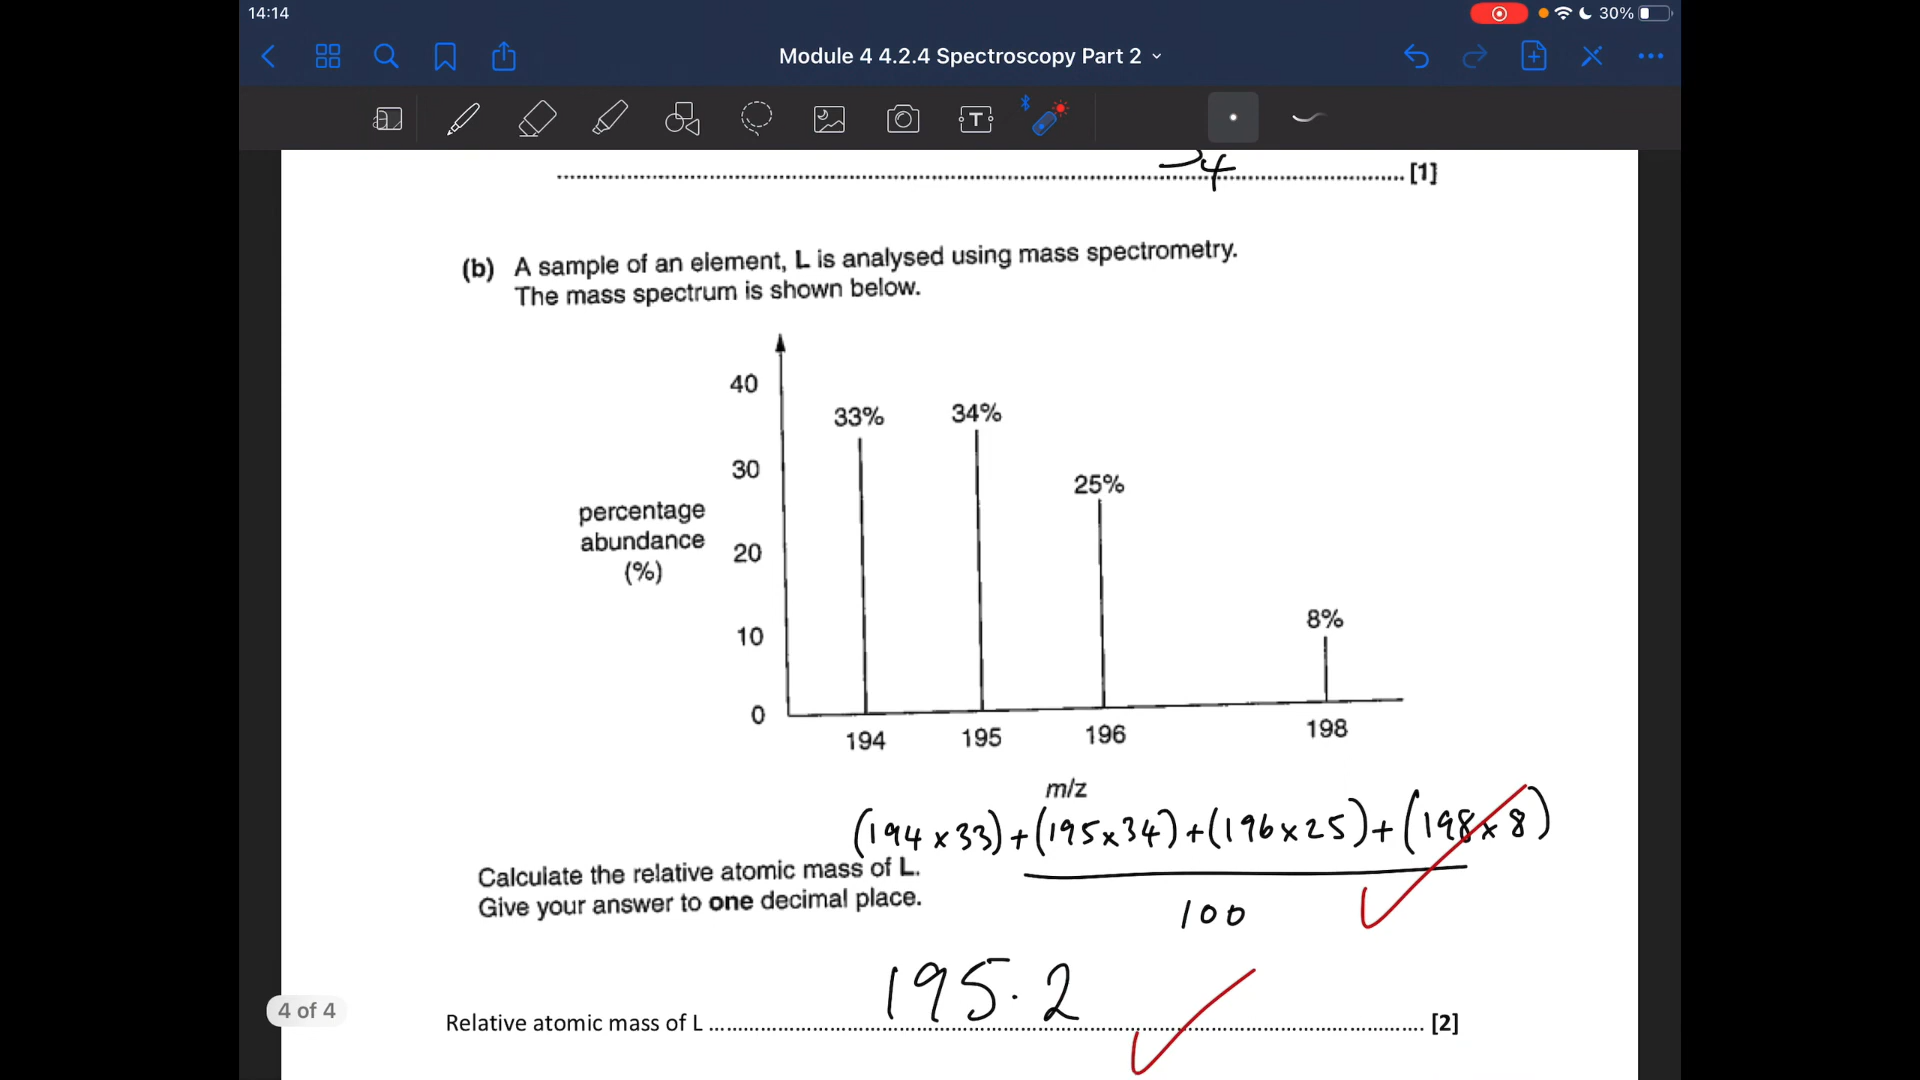 14:14
30%
Module 4 4.2.4 Spectroscopy Part 2
T
4
[1]
(b) A sample of an element, L is analysed using mass spectrometry.
The mass spectrum is shown below.
40
33%
34%
30
25%
percentage
abundance
(%)
20
10
8%
0
194
195
196
198
m/z
(194 x 33) + (195 x 34) + (196 x 25) + (198 x 8)
100
Calculate the relative atomic mass of L.
Give your answer to one decimal place.
195.2
4 of 4
Relative atomic mass of L ........ [2]